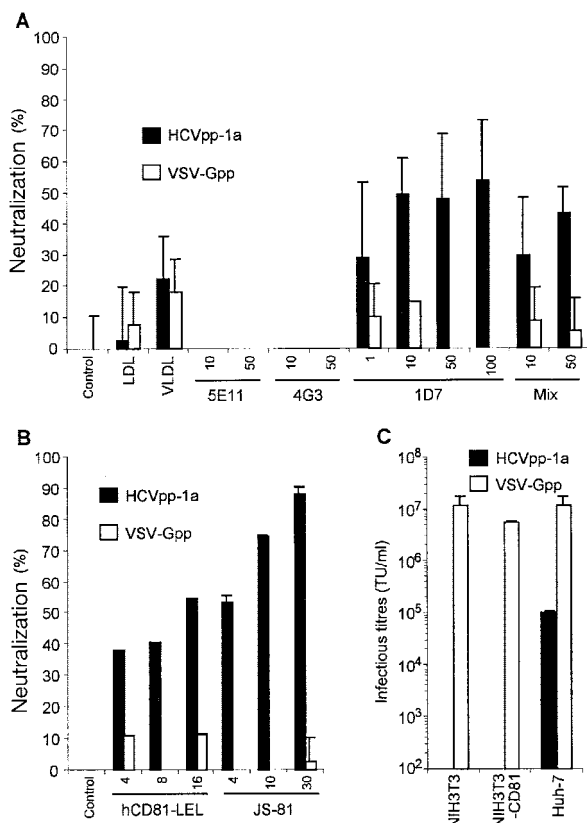 A
100
90
80
70
60
50
40
30
20
10
0
Neutralization (%)
HCVpp-1a
VSV-Gpp
Control
LDL
VLDL
10
50
5E11
10
50
4G3
1
10
50
100
1D7
10
50
Mix
B
100
90
80
70
60
50
40
30
20
10
0
Neutralization (%)
HCVpp-1a
VSV-Gpp
Control
4
8
16
hCD81-LEL
4
10
30
JS-81
C
10⁸
10⁷
10⁶
10⁵
10⁴
10³
10²
Infectious titres (TU/ml)
HCVpp-1a
VSV-Gpp
NIH3T3
NIH3T3
-CD81
Huh-7